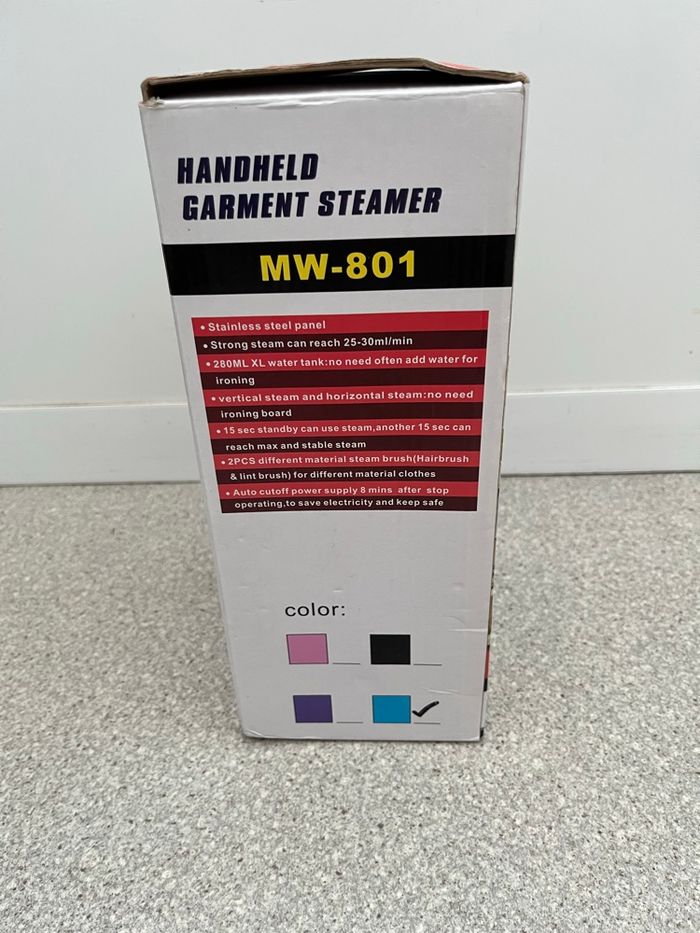 HANDHELD
GARMENT STEAMER
MW-801
• Stainless steel panel
• Strong steam can reach 25-30ml/min
• 280ML XL water tank:no need often add water for
ironing
• vertical steam and horizontal steam:no need
ironing board
• 15 sec standby can use steam,another 15 sec can
reach max and stable steam
• 2PCS different material steam brush(Hairbrush
& lint brush) for different material clothes
• Auto cutoff power supply 8 mins after stop
operating,to save electricity and keep safe
color: